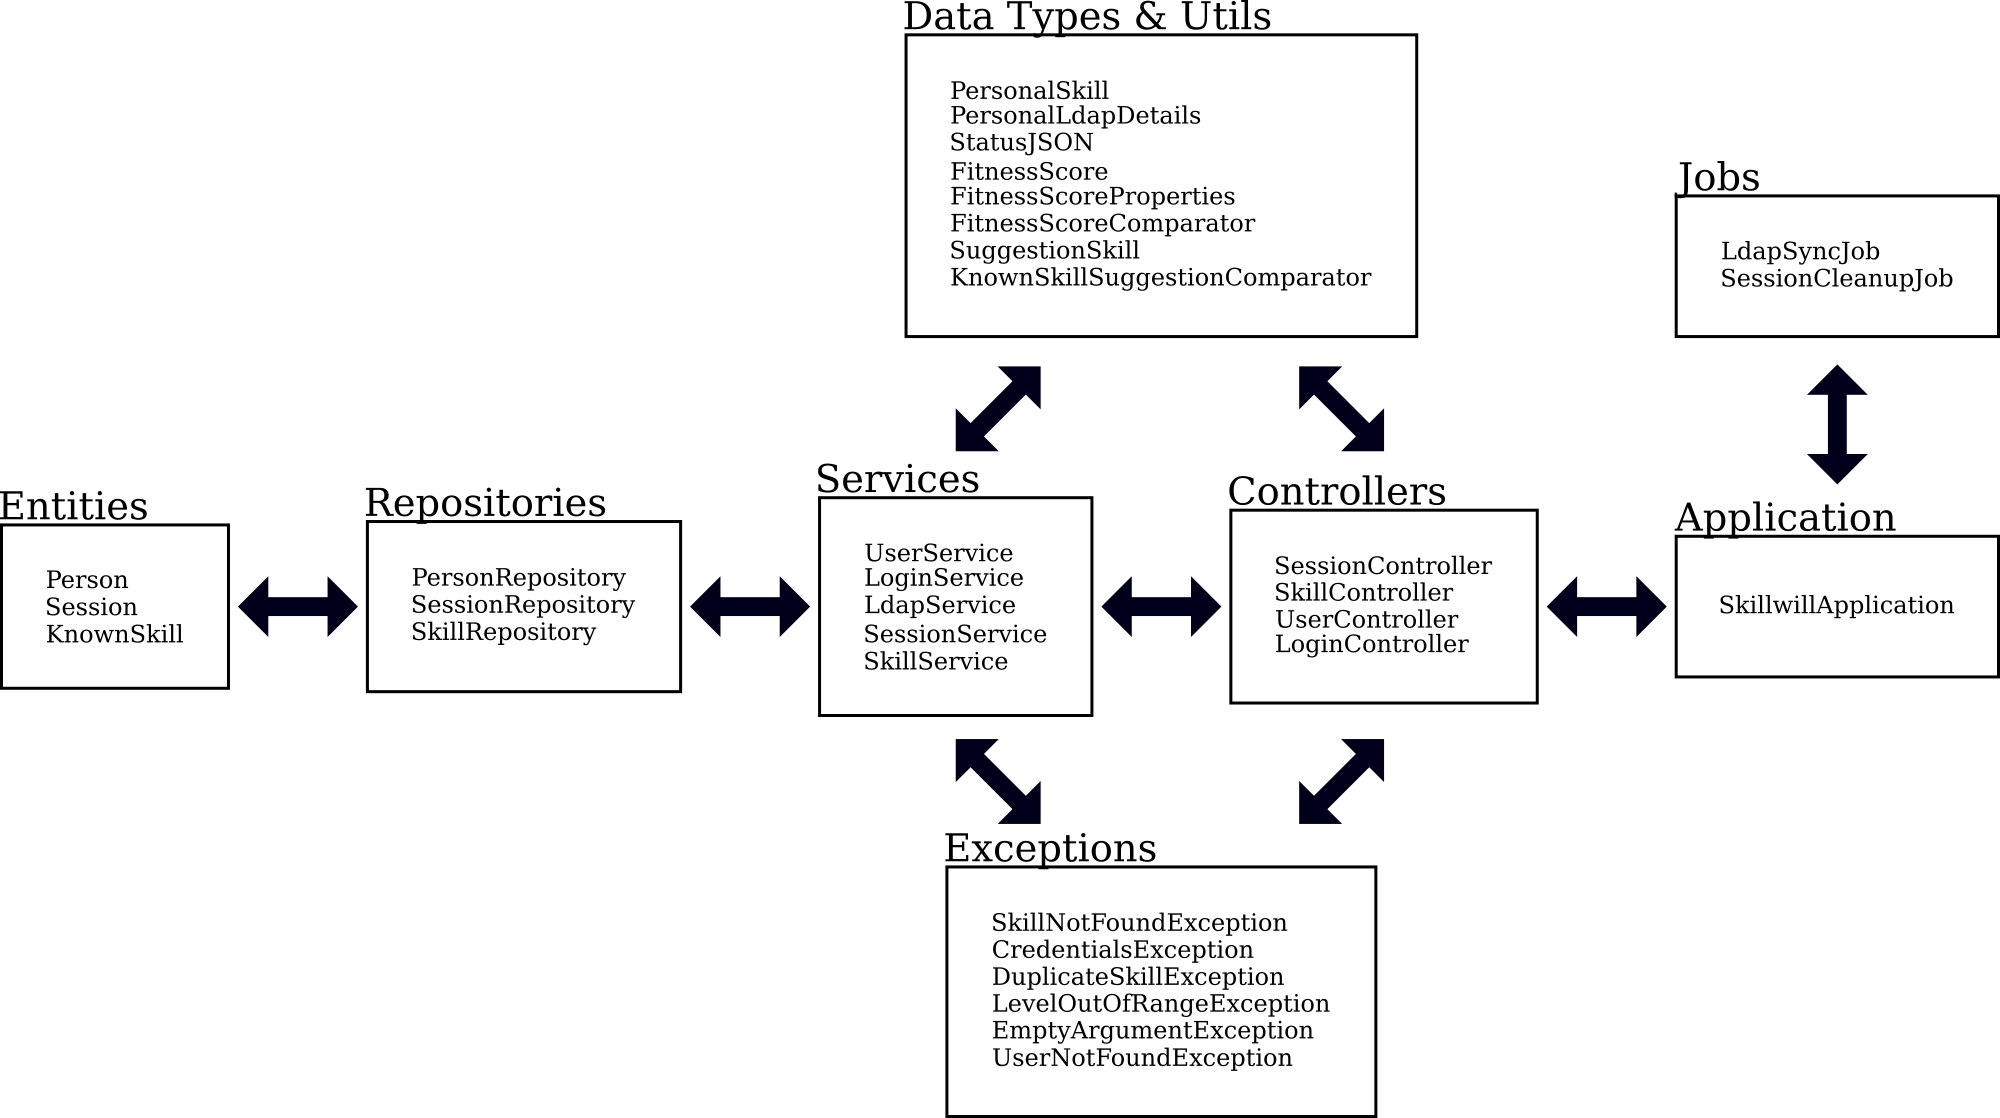 Data Types & Utils
PersonalSkill
PersonalLdapDetails
StatusJSON
FitnessScore
FitnessScoreProperties
FitnessScoreComparator
SuggestionSkill
KnownSkillSuggestionComparator
Jobs
LdapSyncJob
SessionCleanupJob
Entities
Person
Session
KnownSkill
Repositories
PersonRepository
SessionRepository
SkillRepository
Services
UserService
LoginService
LdapService
SessionService
SkillService
Controllers
SessionController
SkillController
UserController
LoginController
Application
SkillwillApplication
Exceptions
SkillNotFoundException
CredentialsException
DuplicateSkillException
LevelOutOfRangeException
EmptyArgumentException
UserNotFoundException